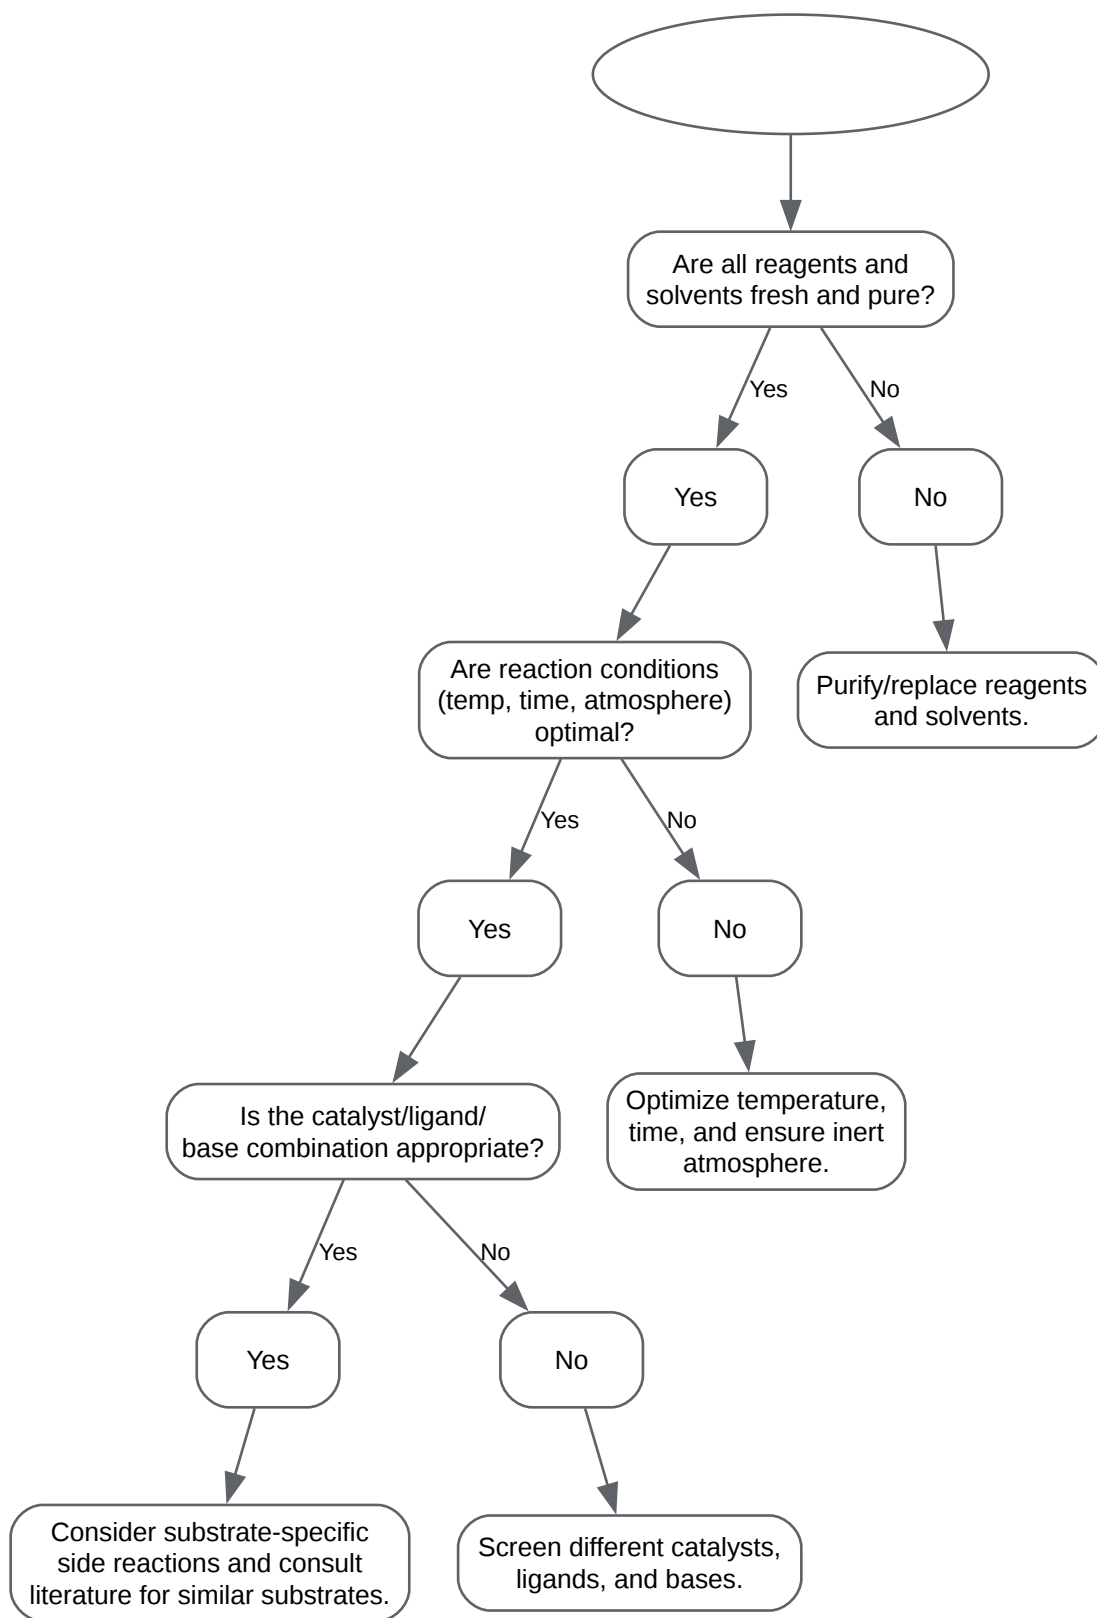 Are all reagents and
solvents fresh and pure?
Yes
No
Yes
No
Are reaction conditions
(temp, time, atmosphere)
optimal?
Purify/replace reagents
and solvents.
Yes
No
Yes
No
Is the catalyst/ligand/
base combination appropriate?
Optimize temperature,
time, and ensure inert
atmosphere.
Yes
No
Yes
No
Consider substrate-specific
side reactions and consult
literature for similar substrates.
Screen different catalysts,
ligands, and bases.